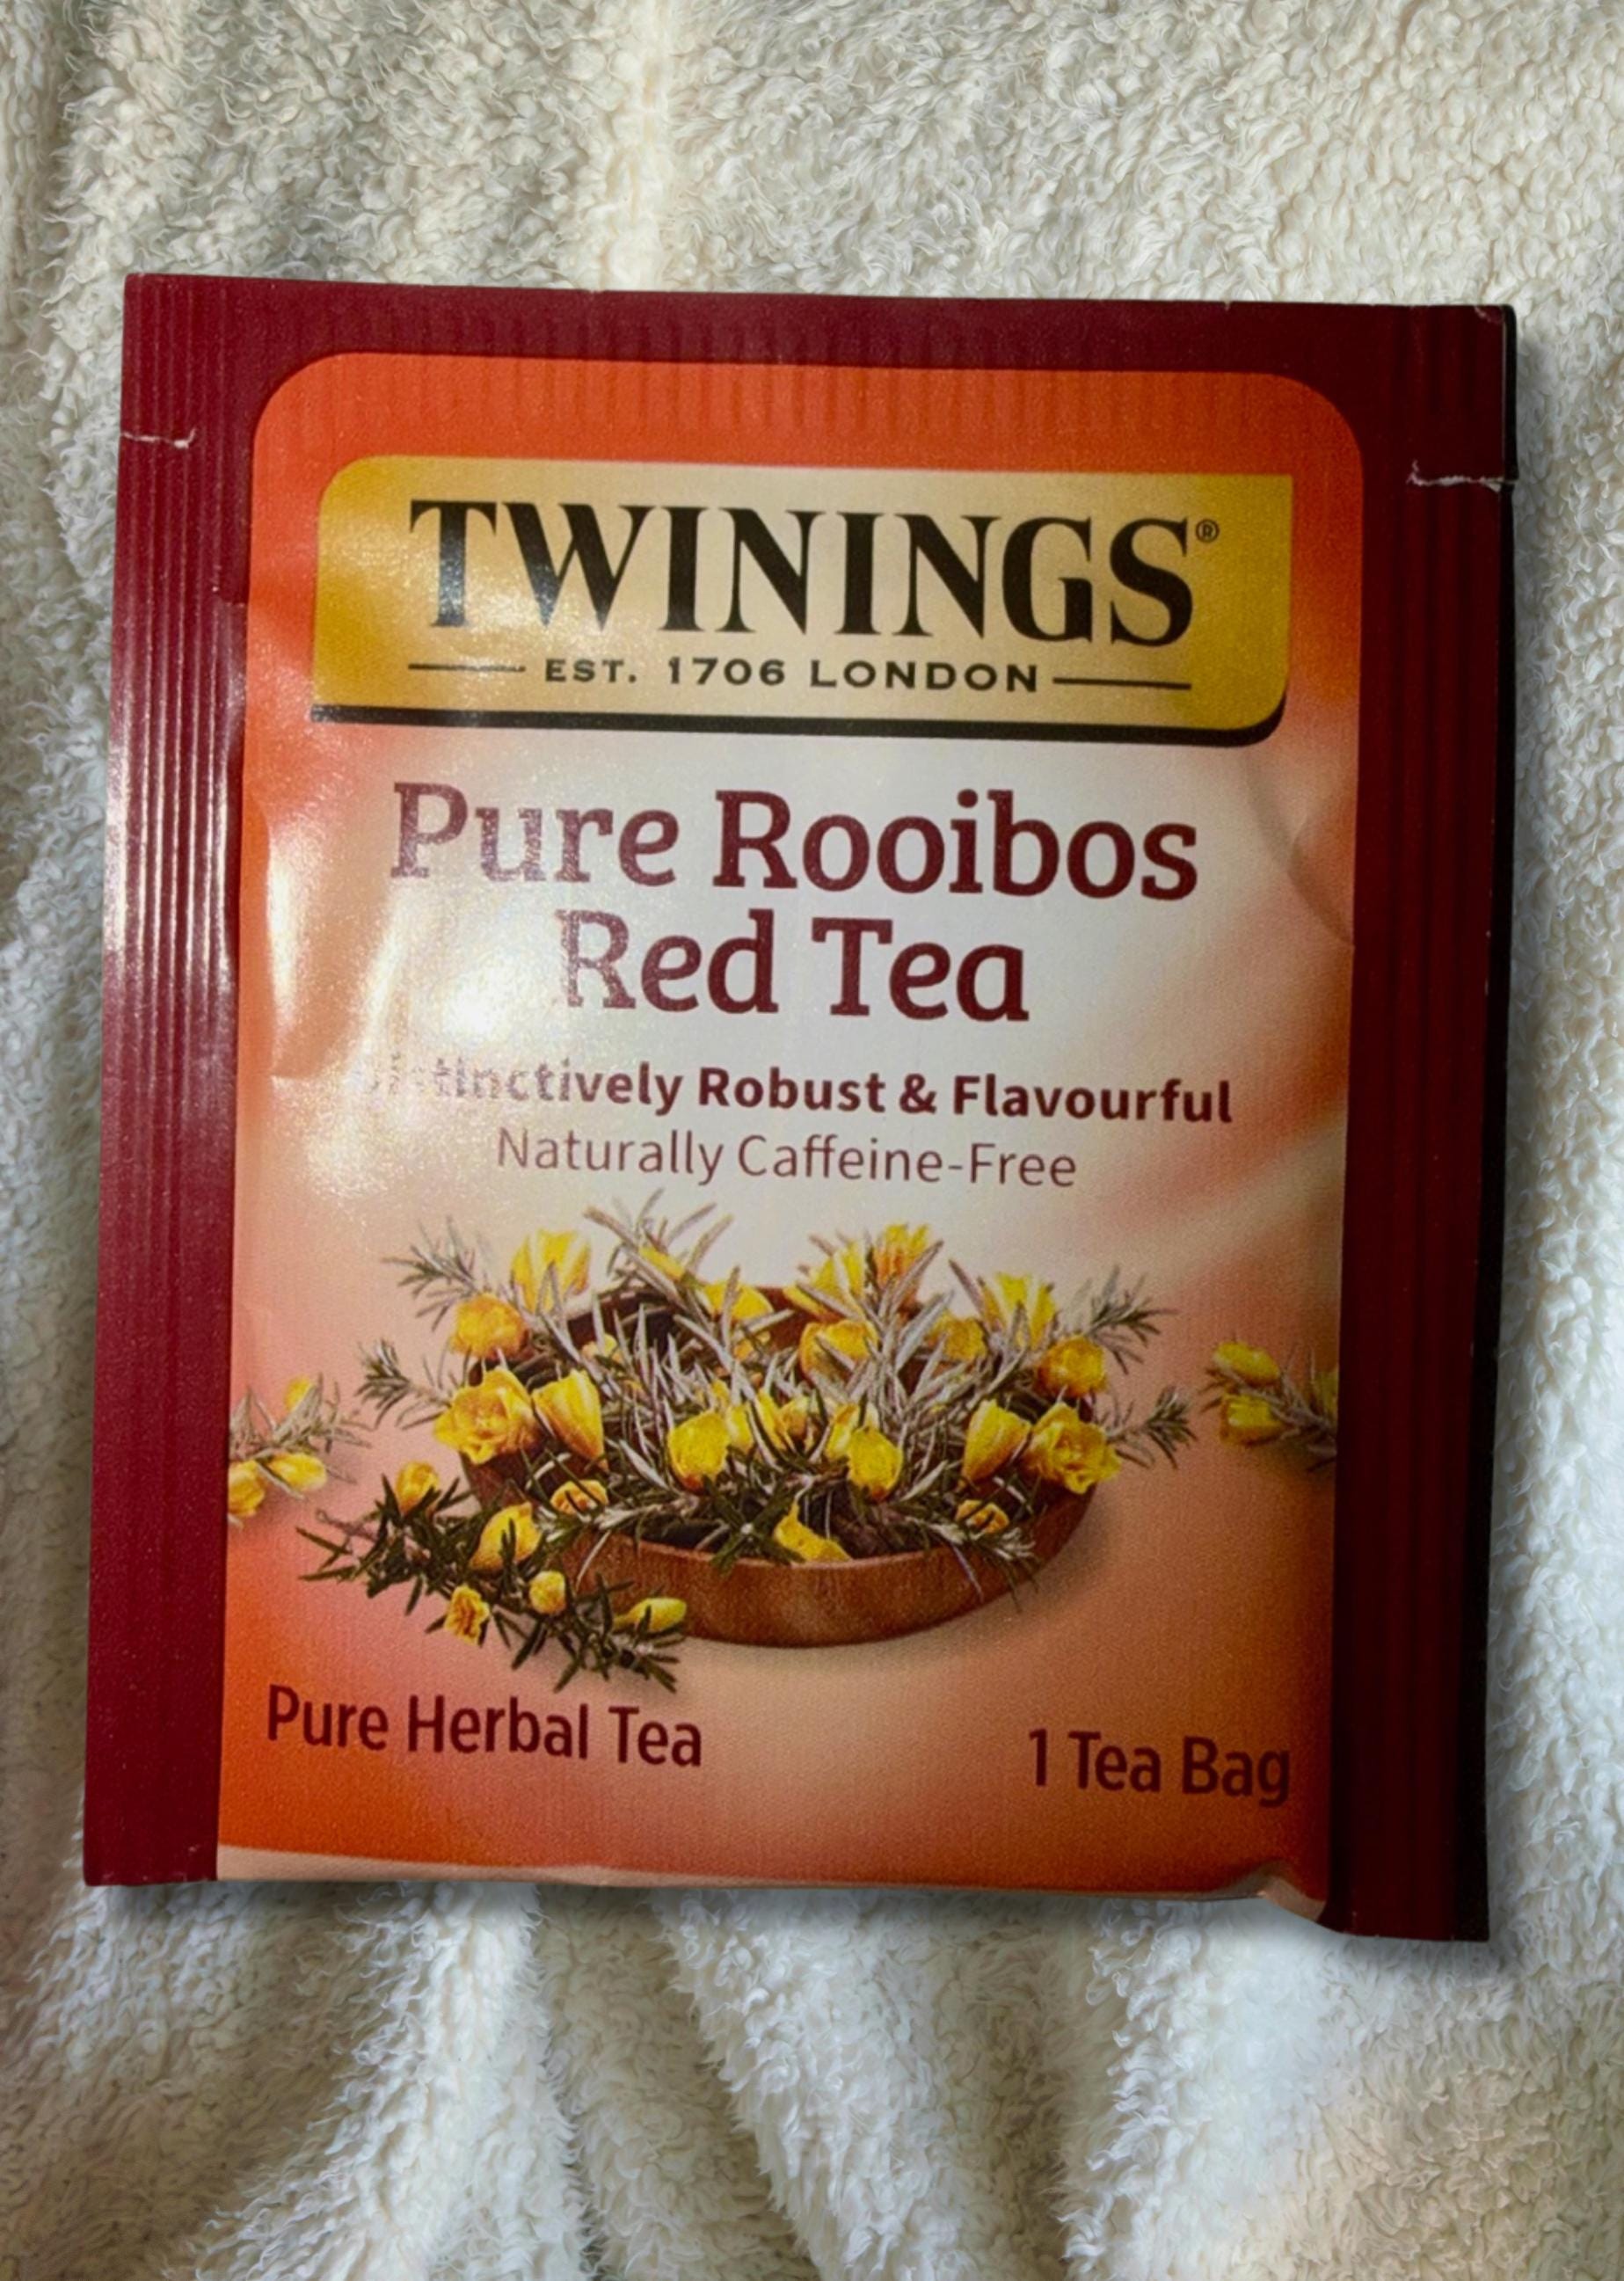 TWININGS®
EST. 1706 LONDON
Pure Rooibos
Red Tea
Distinctively Robust & Flavourful
Naturally Caffeine-Free
Pure Herbal Tea
1 Tea Bag